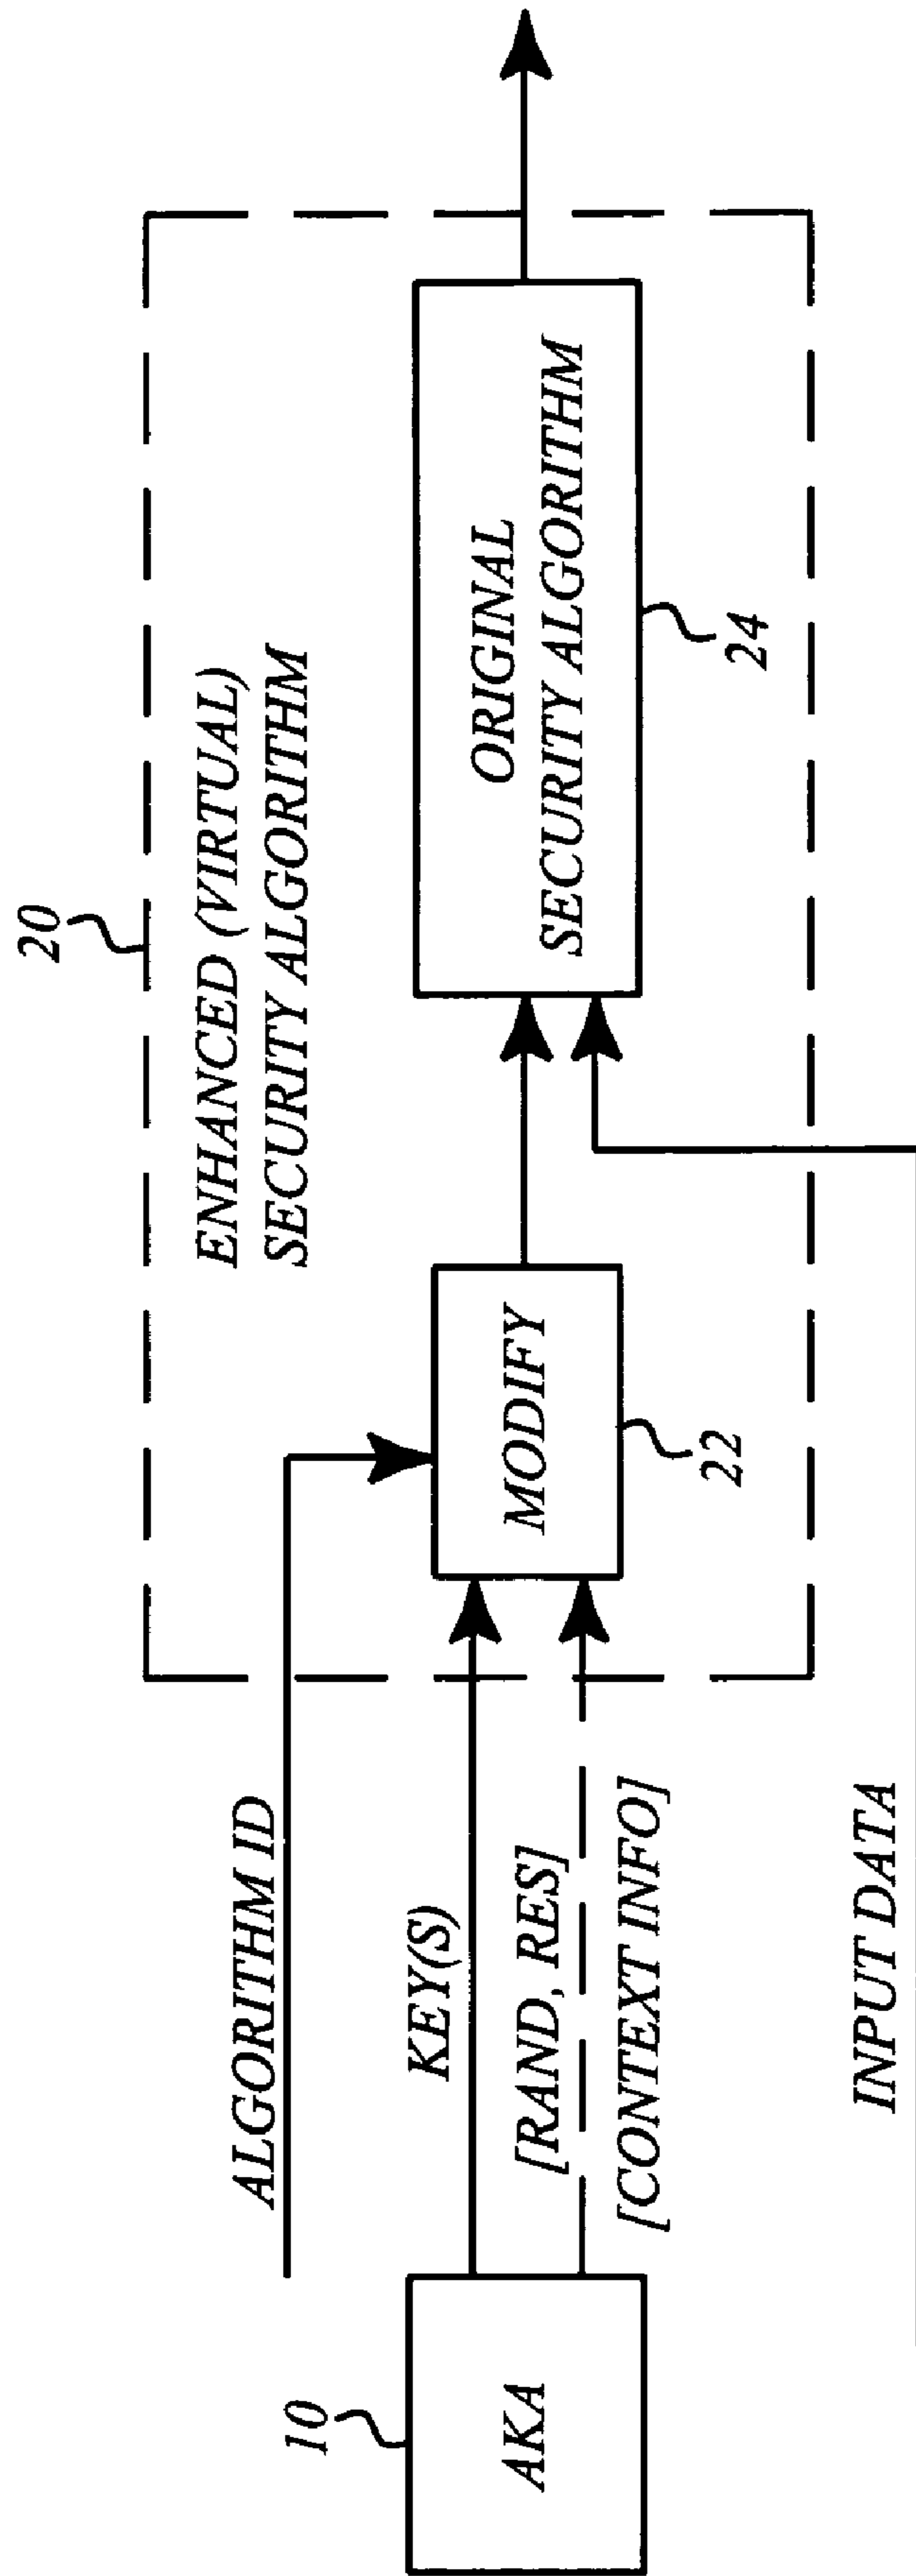 20
ENHANCED (VIRTUAL)
SECURITY ALGORITHM
ALGORITHM ID
10
AKA
KEY(S)
[RAND, RES]
[CONTEXT INFO]
MODIFY
22
ORIGINAL
SECURITY ALGORITHM
24
INPUT DATA